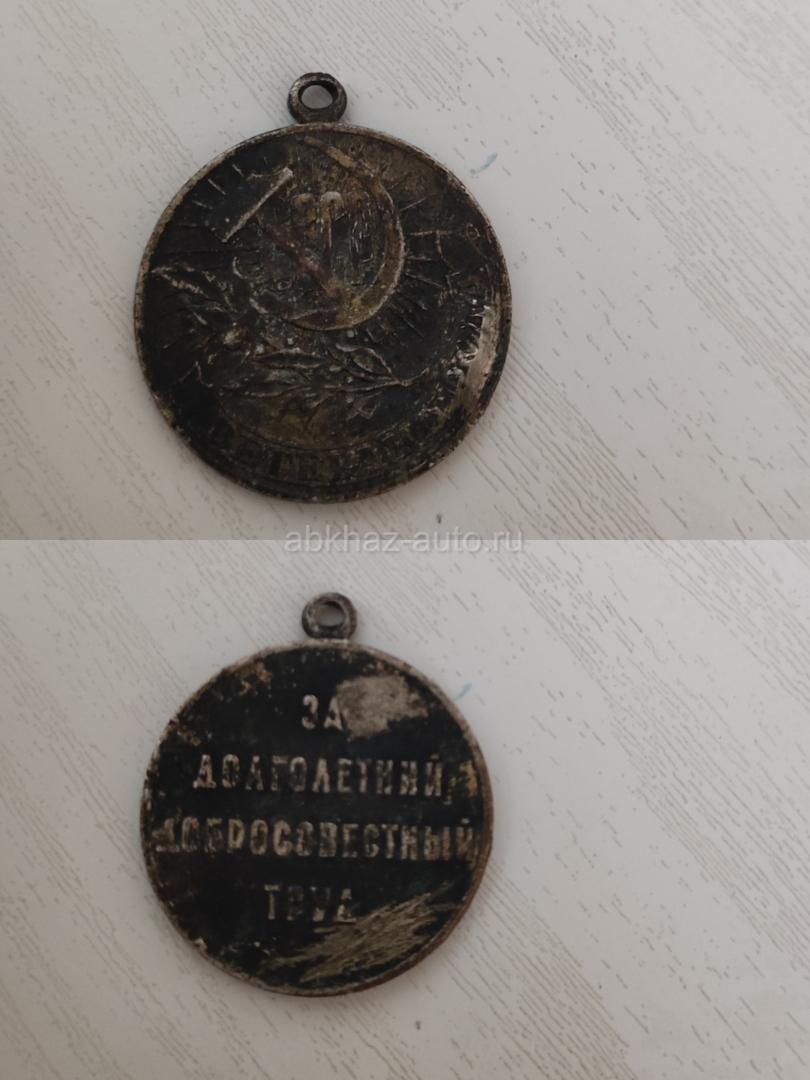 abkhaz-auto.ru
ЗА
ДОЛГОЛЕТНИЙ
ДОБРОСОВЕСТНЫЙ
ТРУД